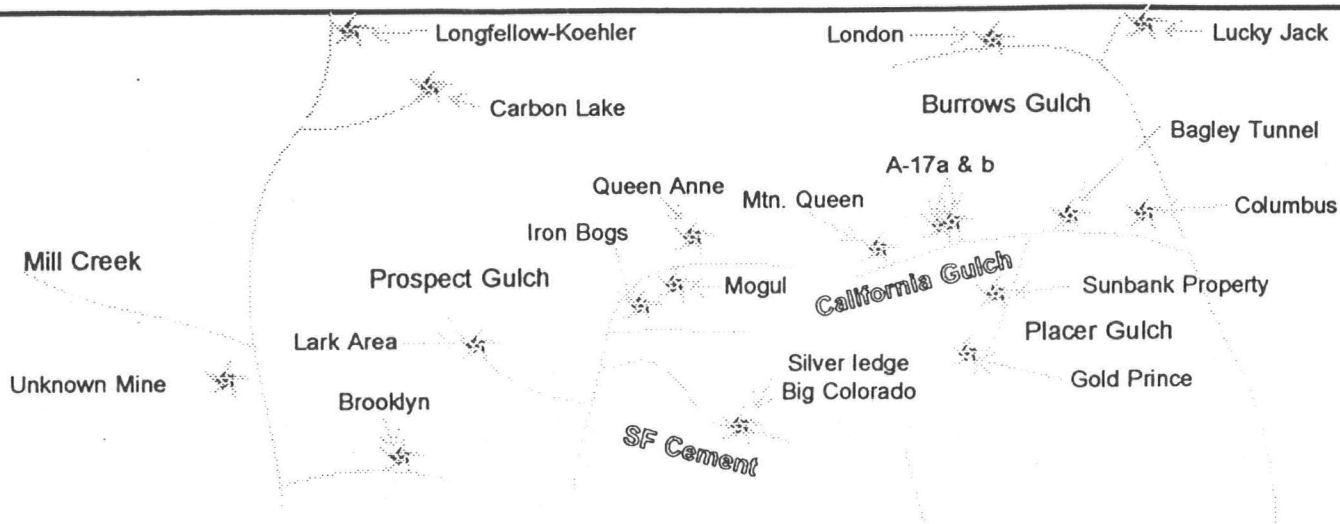 Longfellow-Koehler
London
Lucky Jack
Carbon Lake
Burrows Gulch
Bagley Tunnel
A-17a & b
Queen Anne
Mtn. Queen
Columbus
Iron Bogs
Mill Creek
Prospect Gulch
Mogul
California Gulch
Sunbank Property
Lark Area
Placer Gulch
Unknown Mine
Silver ledge
Big Colorado
Gold Prince
Brooklyn
SF Cement